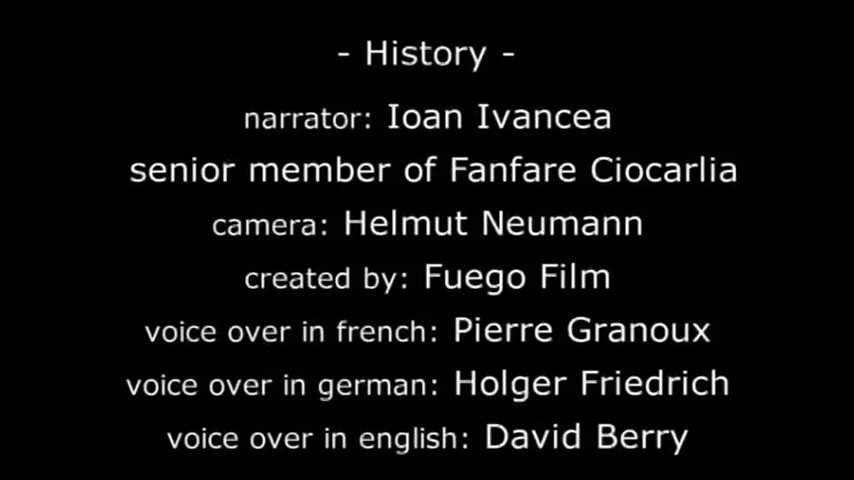 - History -
narrator: Ioan Ivancea
senior member of Fanfare Ciocarlia
camera: Helmut Neumann
created by: Fuego Film
voice over in french: Pierre Granoux
voice over in german: Holger Friedrich
voice over in english: David Berry